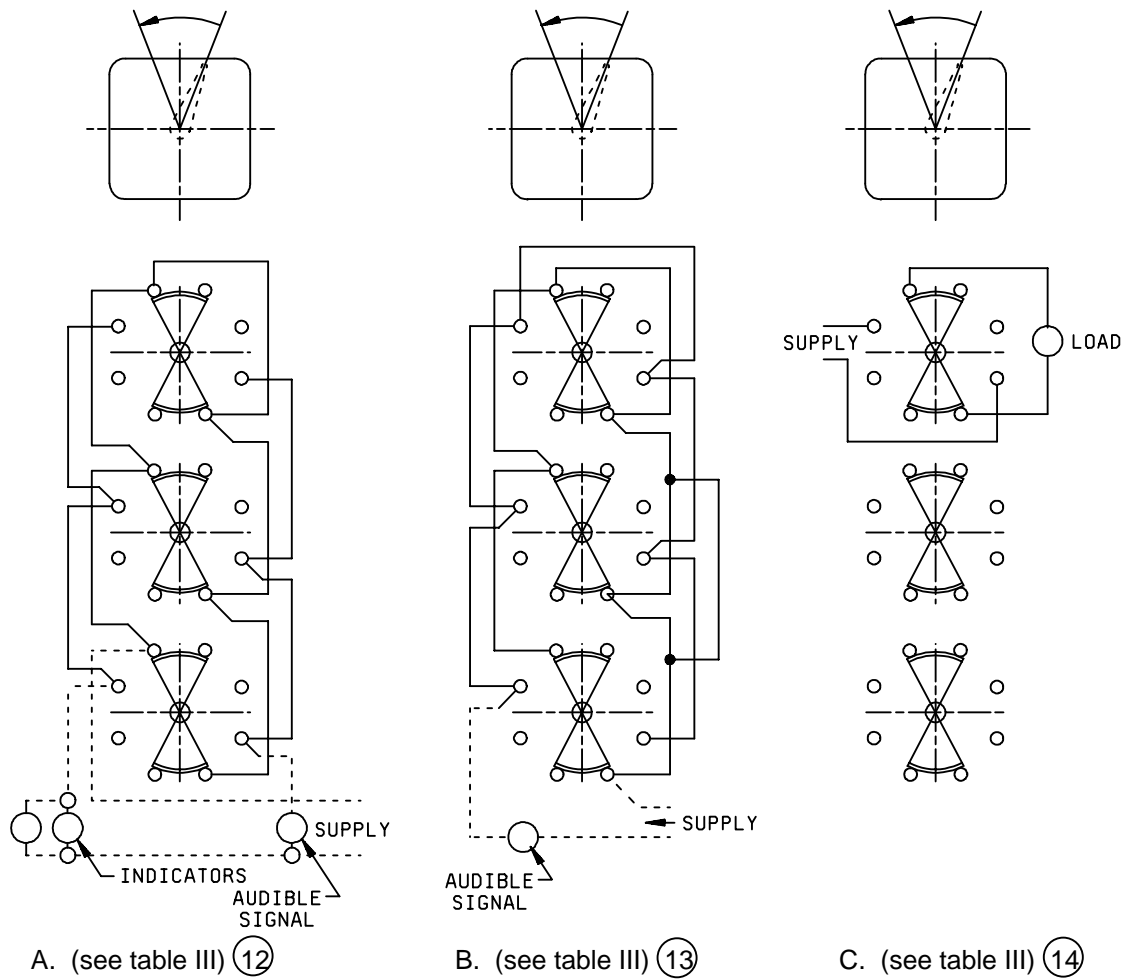 SUPPLY
LOAD
SUPPLY
INDICATORS
AUDIBLE
SIGNAL
SUPPLY
AUDIBLE
SIGNAL
A. (see table III) 12
B. (see table III) 13
C. (see table III) 14